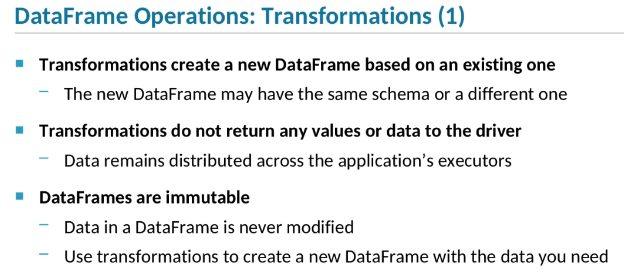 DataFrame Operations: Transformations (1)
▪ Transformations create a new DataFrame based on an existing one
– The new DataFrame may have the same schema or a different one
▪ Transformations do not return any values or data to the driver
– Data remains distributed across the application’s executors
▪ DataFrames are immutable
– Data in a DataFrame is never modified
– Use transformations to create a new DataFrame with the data you need